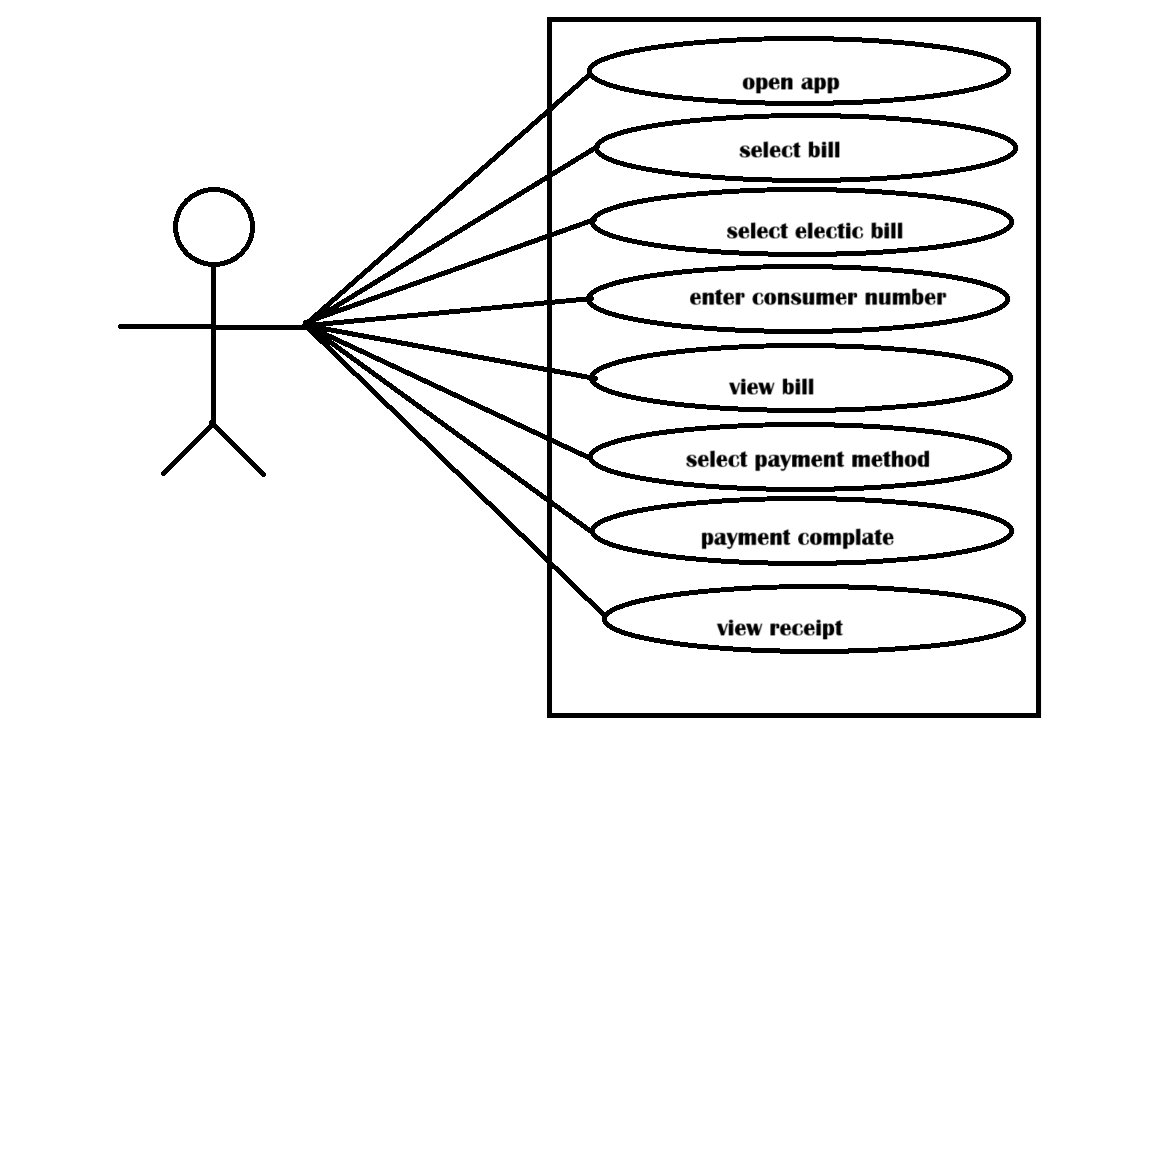 open app
select bill
select electic bill
enter consumer number
view bill
select payment method
payment complate
view receipt